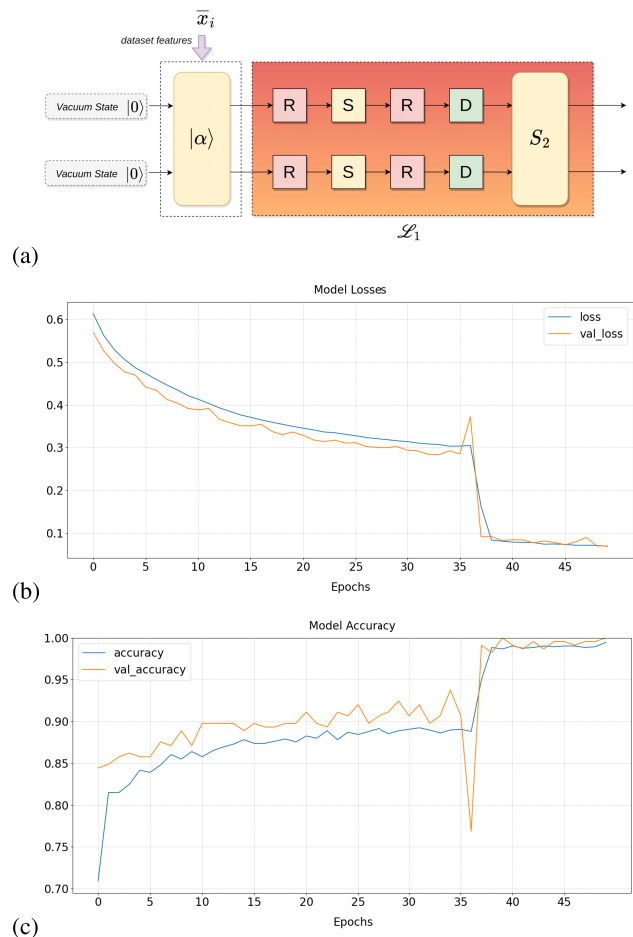 x̅ᵢ
dataset features
Vacuum State |0⟩
|α⟩
R S R D
S₂
Vacuum State |0⟩
R S R D
ℒ₁
(a)
Model Losses
loss
val_loss
0.6
0.5
0.4
0.3
0.2
0.1
0 5 10 15 20 25 30 35 40 45
Epochs
(b)
Model Accuracy
accuracy
val_accuracy
1.00
0.95
0.90
0.85
0.80
0.75
0.70
0 5 10 15 20 25 30 35 40 45
Epochs
(c)